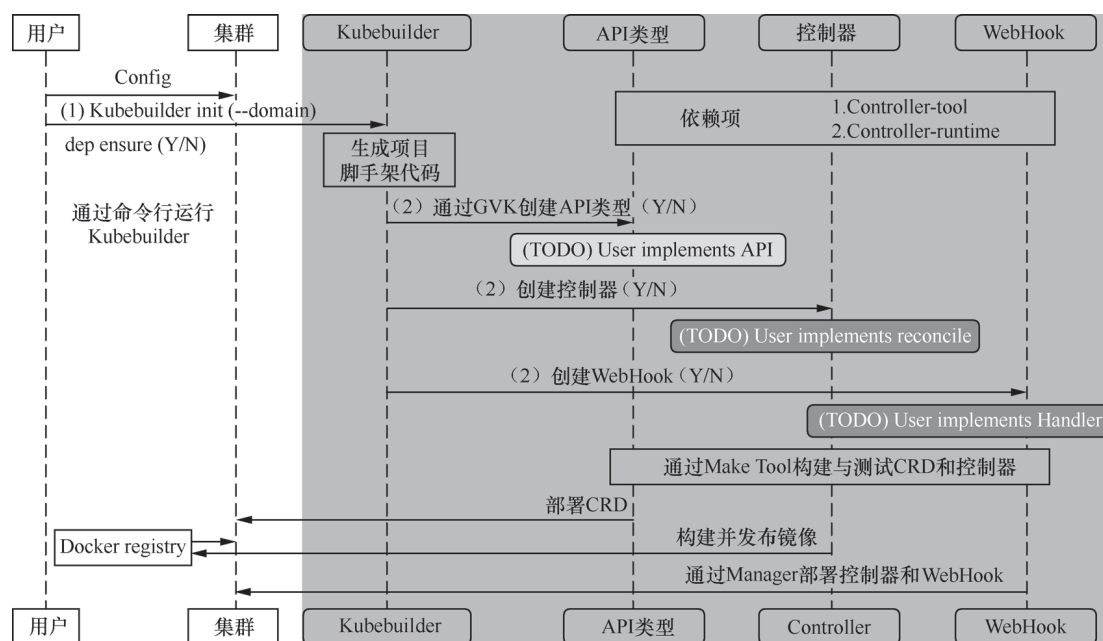 用户
集群
Kubebuilder
API类型
控制器
WebHook
Config
(1) Kubebuilder init (--domain)
dep ensure (Y/N)
依赖项
1.Controller-tool
2.Controller-runtime
生成项目
脚手架代码
通过命令行运行
Kubebuilder
（2）通过GVK创建API类型（Y/N）
(TODO) User implements API
（2）创建控制器（Y/N）
(TODO) User implements reconcile
（2）创建WebHook（Y/N）
(TODO) User implements Handler
通过Make Tool构建与测试CRD和控制器
部署CRD
Docker registry
构建并发布镜像
通过Manager部署控制器和WebHook
用户
集群
Kubebuilder
API类型
Controller
WebHook